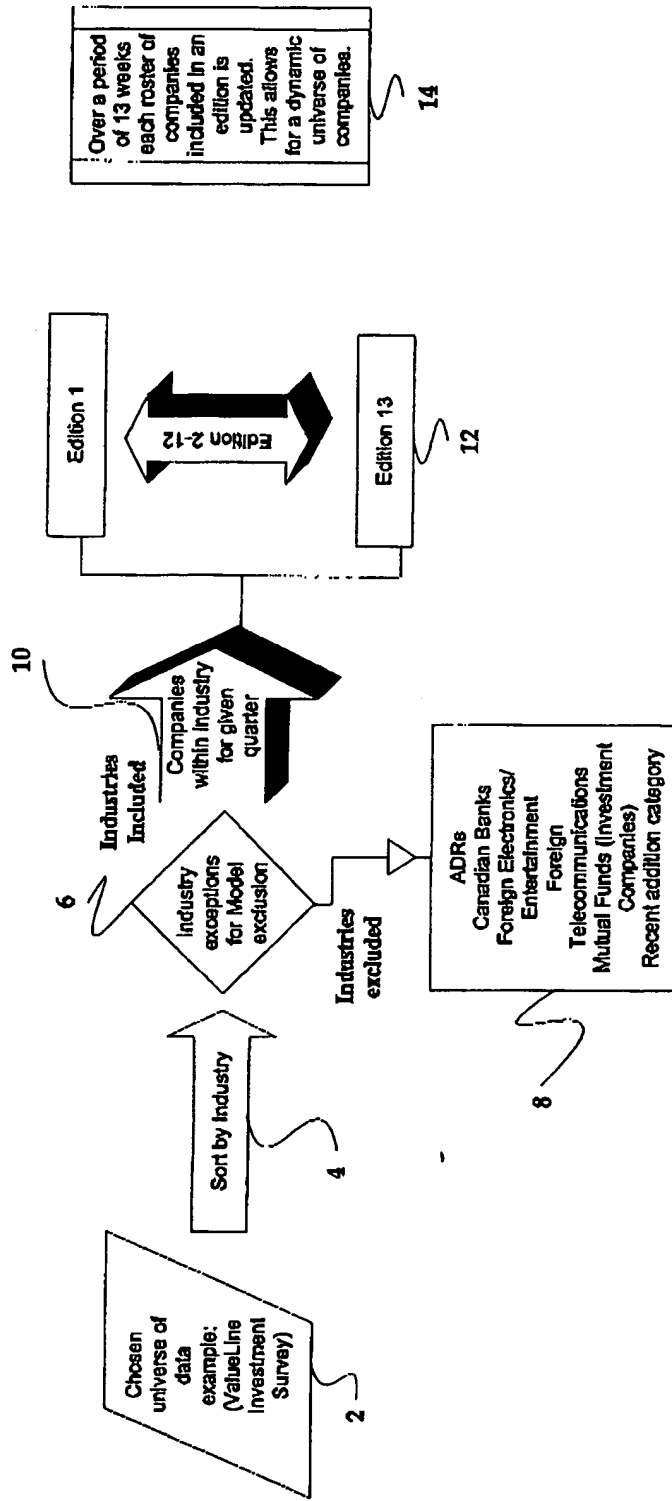 Chosen
universe of
data
example:
(ValueLine
Investment
Survey)
2
Sort by Industry
4
6
Industry
exceptions
for Model
exclusion
Industries
excluded
ADRs
Canadian Banks
Foreign Electronics/
Entertainment
Foreign
Telecommunications
Mutual Funds (Investment
Companies)
Recent addition category
8
Industries
Included
10
Companies
within Industry
for given
quarter
Edition 1
Edition 2-12
Edition 13
12
Over a period
of 13 weeks
each roster of
companies
included in an
edition is
updated.
This allows
for a dynamic
universe of
companies.
14